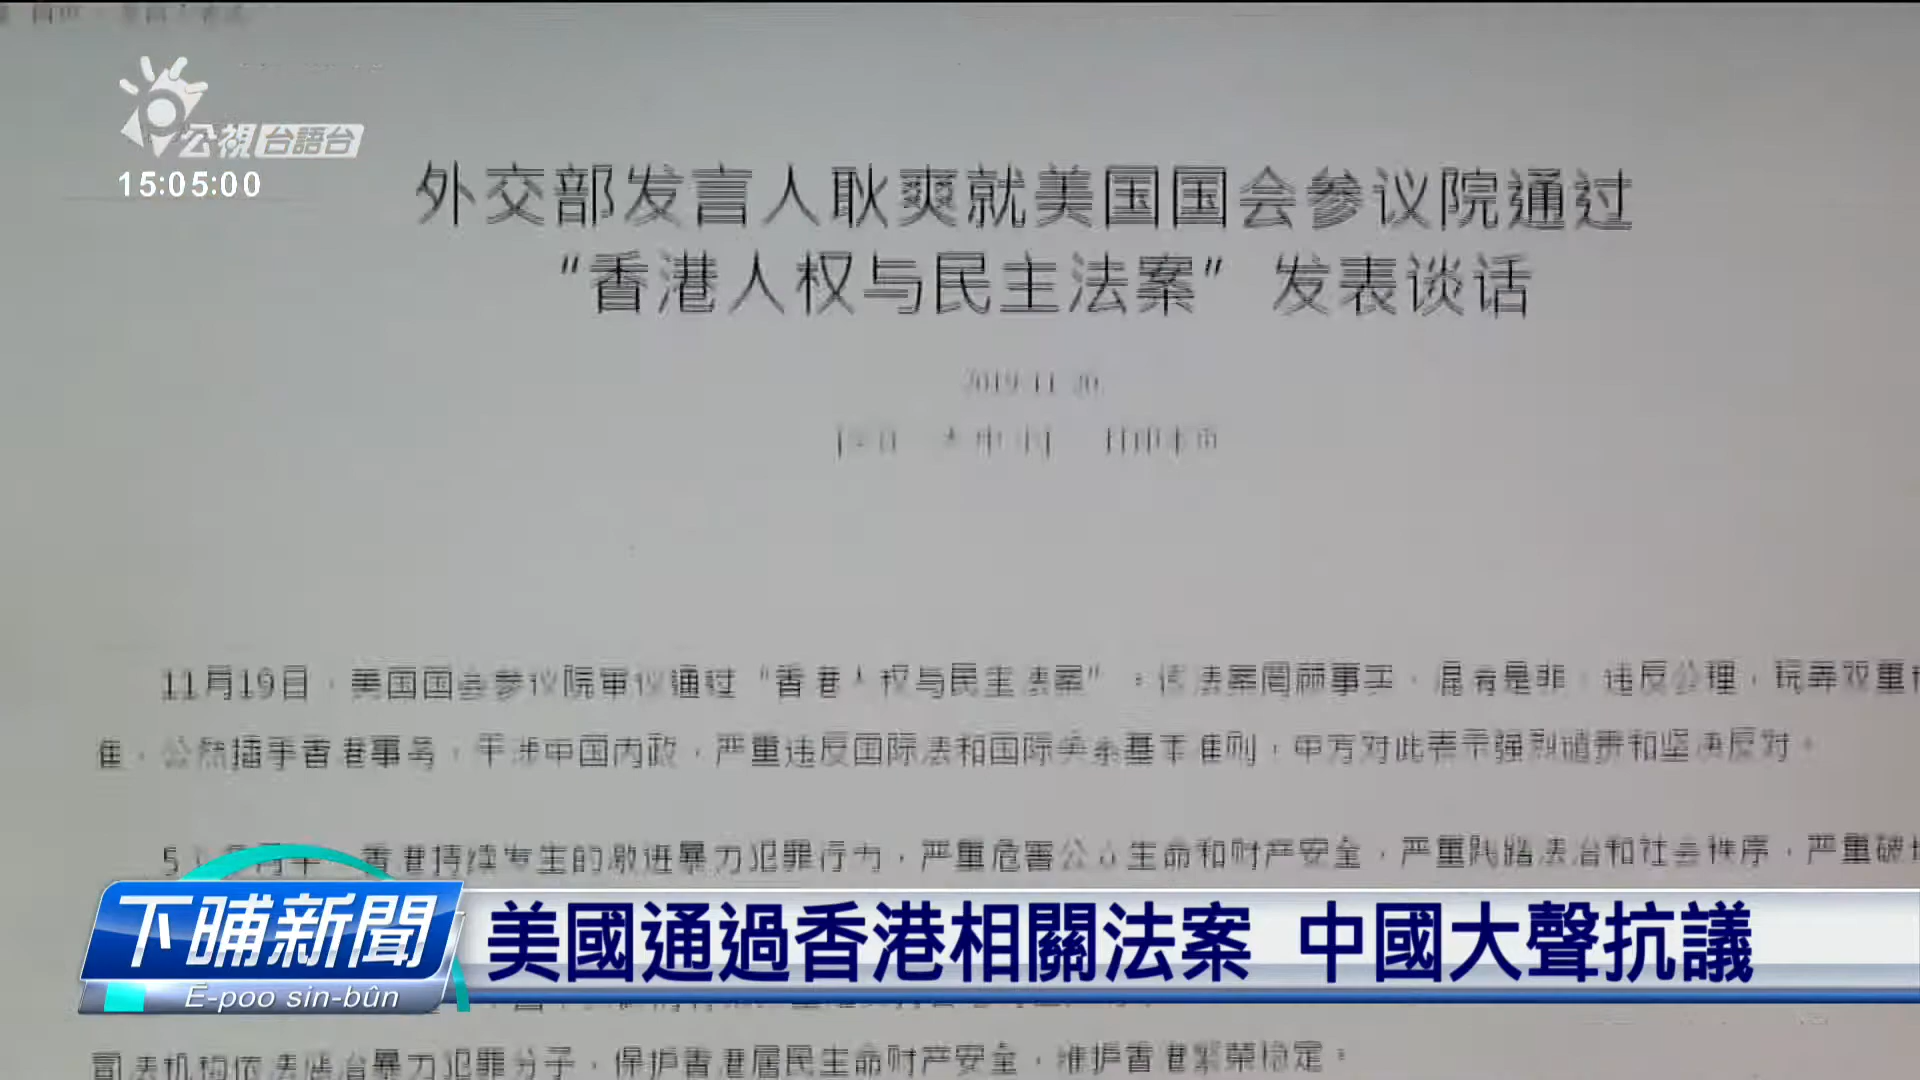 公視台語台
15:05:00
外交部发言人耿爽就美国国会参议院通过
“香港人权与民主法案” 发表谈话
2019-11-20
11月19日，美国国会参议院审议通过“香港人权与民主法案”。该法案罔顾事实、混淆是非、违反公理，玩弄双重标
准，公然插手香港事务，干涉中国内政，严重违反国际法和国际关系基本准则，中方对此表示强烈谴责和坚决反对。
5个多月来，香港持续发生的激进暴力犯罪行为，严重危害公众生命和财产安全，严重践踏法治和社会秩序，严重破坏
下晡新聞
美國通過香港相關法案 中國大聲抗議
Ē-poo sin-bûn
司法机构依法惩治暴力犯罪分子，保护香港居民生命财产安全，维护香港繁荣稳定。